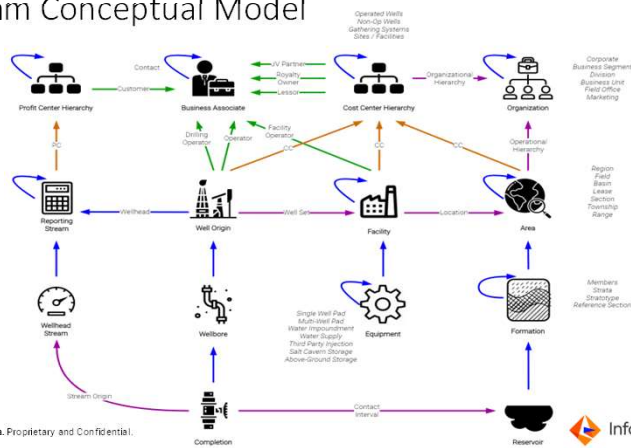 am Conceptual Model
Operated Wells
Non-Op Wells
Gathering Systems
Sites / Facilities
Contact
Customer
JV Partner
Royalty
Owner
Lessor
Organizational
Hierarchy
Corporate
Business Segment
Division
Business Unit
Field Office
Marketing
Profit Center Hierarchy
Business Associate
Cost Center Hierarchy
Organization
PC
Drilling
Operator
Operator
Facility
Operator
CC
CC
CC
Operational
Hierarchy
Region
Field
Basin
Lease
Section
Township
Range
Reporting
Stream
Wellhead
Well Origin
Well Set
Facility
Location
Area
Members
Strata
Stratotype
Reference Section
Wellhead
Stream
Wellbore
Single Well Pad
Multi-Well Pad
Water Impoundment
Water Supply
Third Party Injection
Salt Cavern Storage
Above-Ground Storage
Equipment
Formation
Stream Origin
Contact
Interval
Completion
Reservoir
a. Proprietary and Confidential.
Info